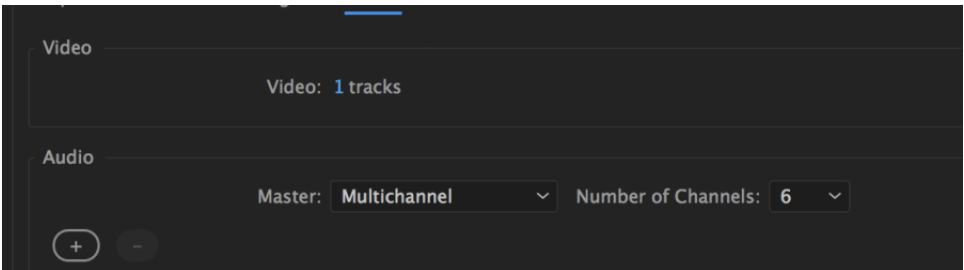 Video
Video: 1 tracks
Audio
Master: Multichannel Number of Channels: 6